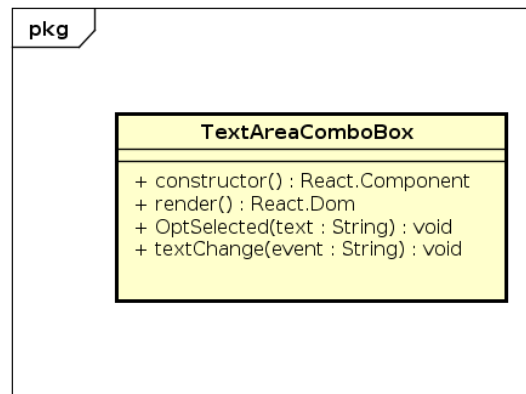 pkg
TextAreaComboBox
+ constructor() : React.Component
+ render() : React.Dom
+ OptSelected(text : String) : void
+ textChange(event : String) : void